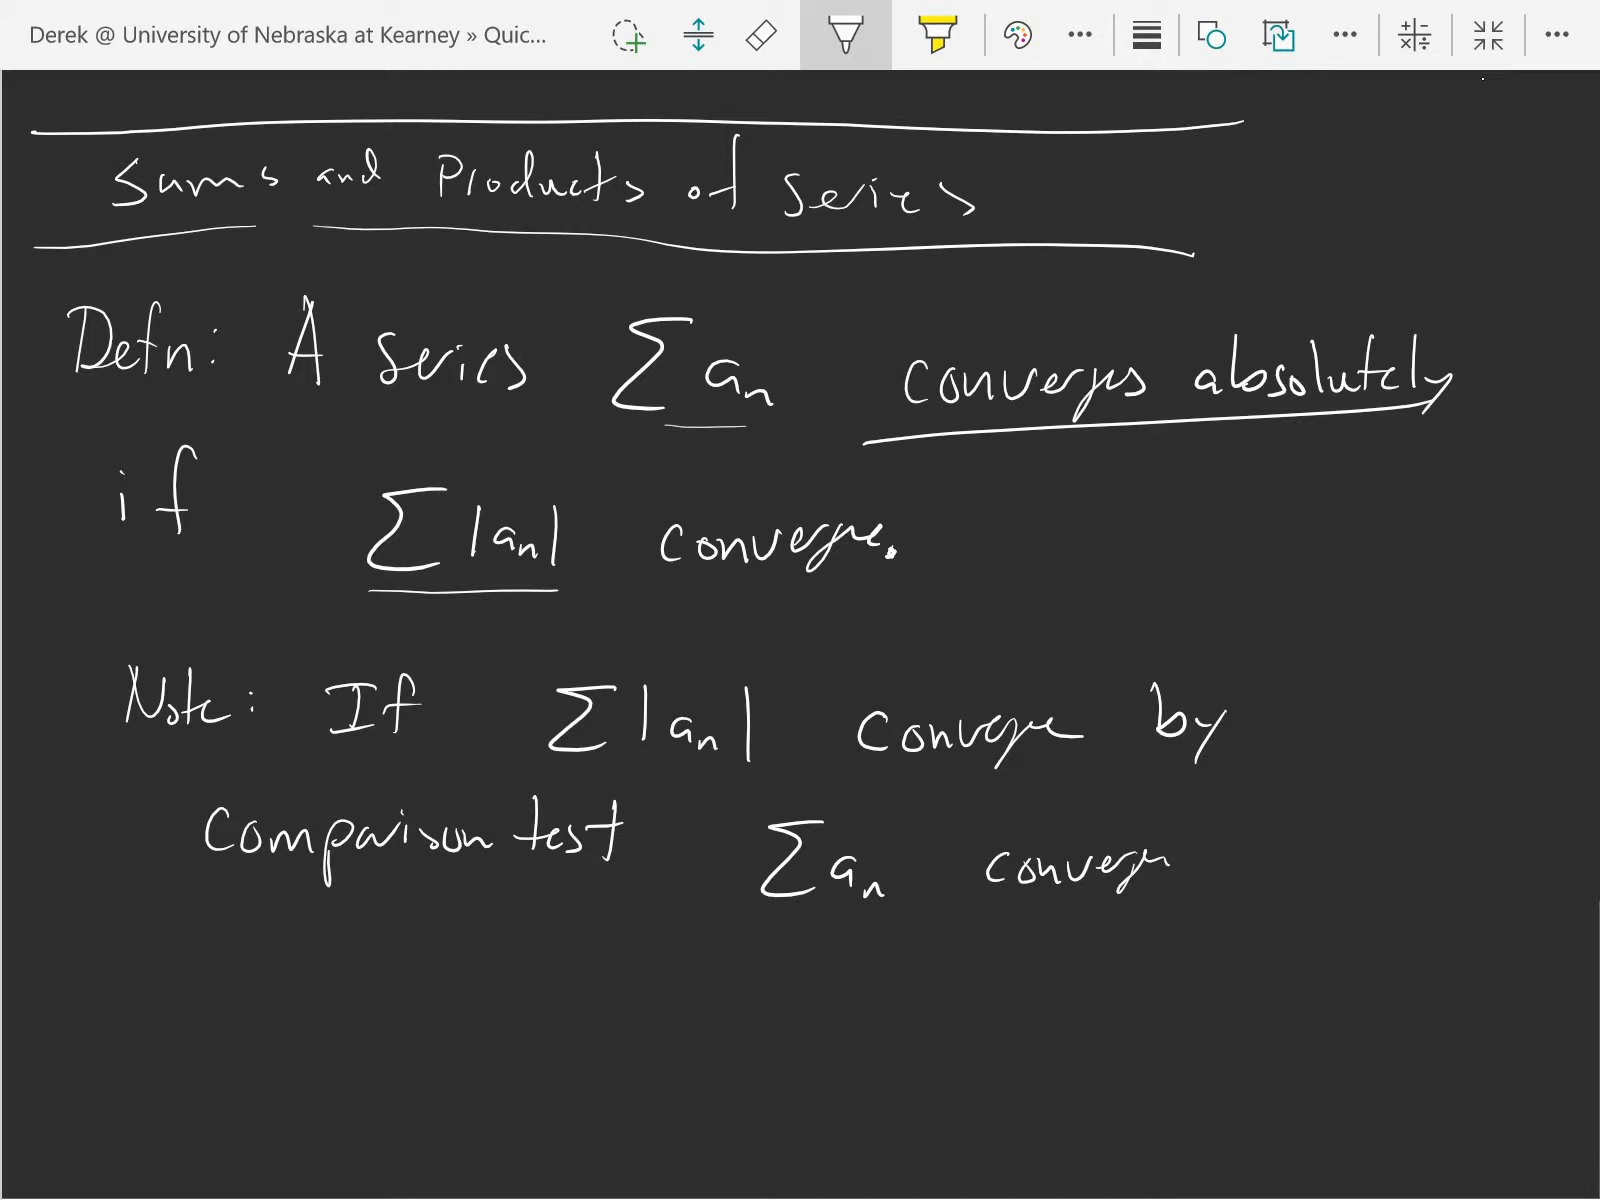 Derek @ University of Nebraska at Kearney » Quic...
Sums and Products of Series
Defn: A series ∑ aₙ converges absolutely
if ∑ |aₙ| converge.
Note: If ∑ |aₙ| converge by
Comparison test ∑ aₙ converge